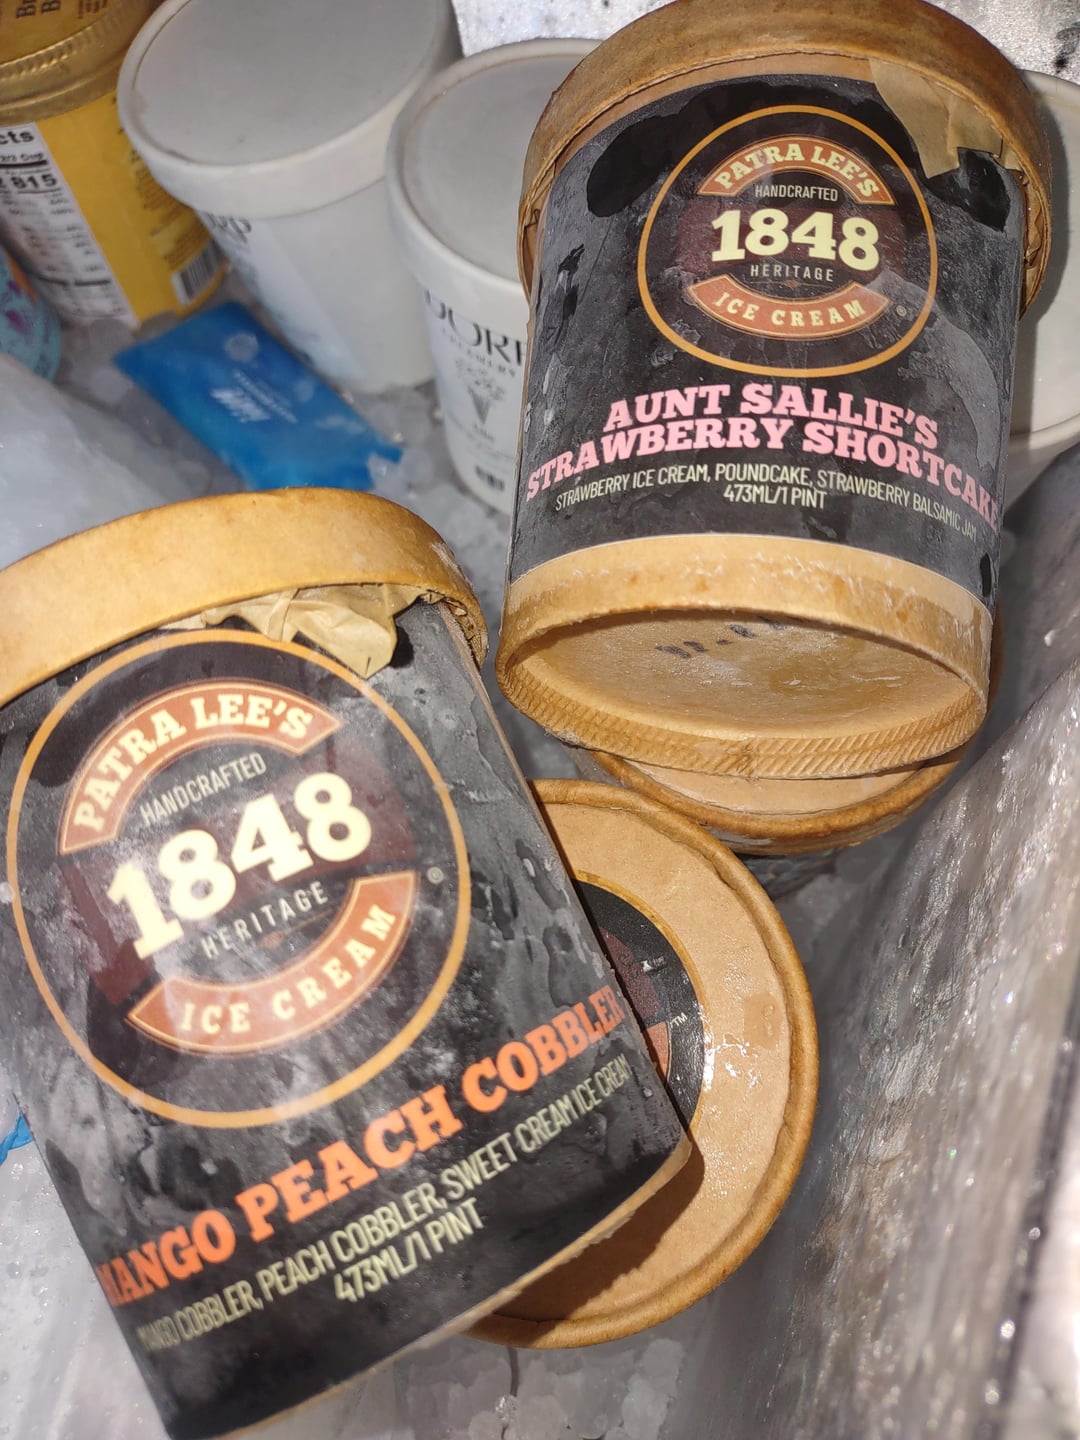 815
PATRA LEE'S
HANDCRAFTED
1848
HERITAGE
ICE CREAM
®
AUNT SALLIE'S
STRAWBERRY SHORTCAKE
STRAWBERRY ICE CREAM, POUNDCAKE, STRAWBERRY BALSAMIC JAM
473ML/1 PINT
PATRA LEE'S
HANDCRAFTED
1848
HERITAGE
ICE CREAM
®
MANGO PEACH COBBLER
MANGO COBBLER, PEACH COBBLER, SWEET CREAM ICE CREAM
473ML/1 PINT
TM